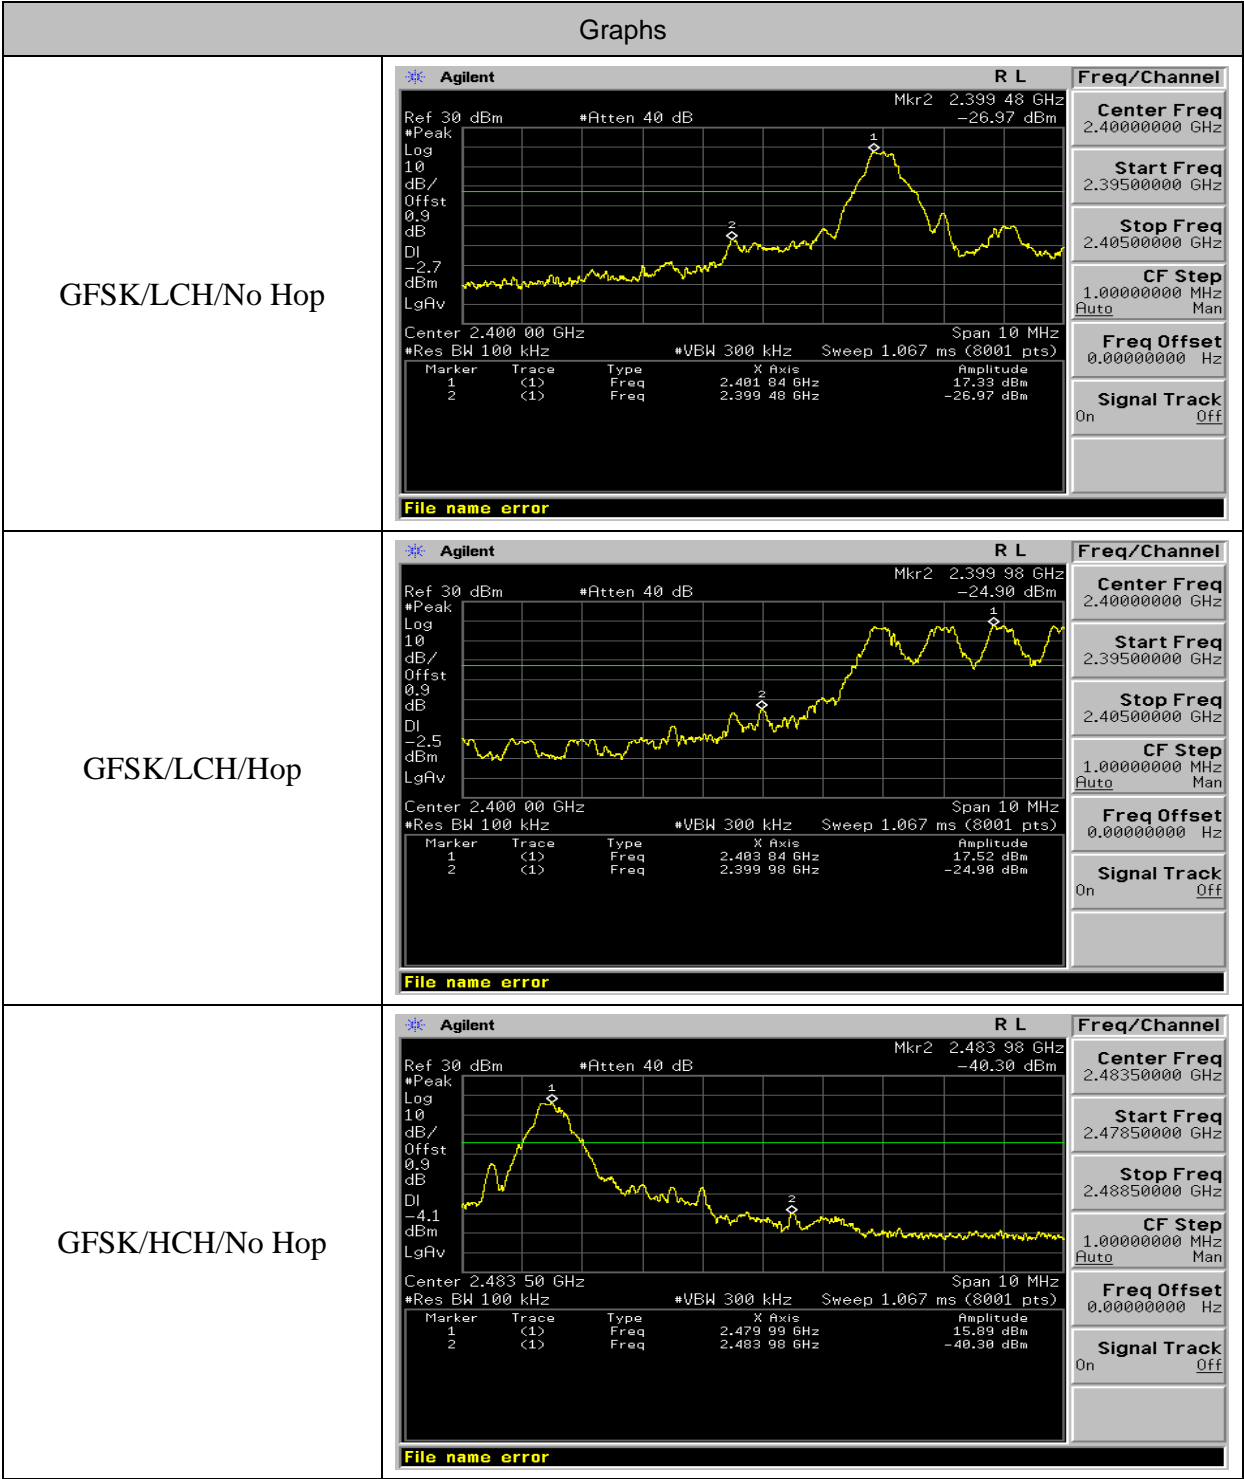 Graphs
GFSK/LCH/No Hop
Agilent R L Freq/Channel
Mkr2 2.399 48 GHz
Ref 30 dBm #Atten 40 dB -26.97 dBm
#Peak
Log
10
dB/
Offst
0.9
dB
DI
-2.7
dBm
LgAv
1
2
Center 2.400 00 GHz Span 10 MHz
#Res BW 100 kHz #VBW 300 kHz Sweep 1.067 ms (8001 pts)
Marker Trace Type X Axis Amplitude
1 (1) Freq 2.401 84 GHz 17.33 dBm
2 (1) Freq 2.399 48 GHz -26.97 dBm
File name error
Center Freq
2.40000000 GHz
Start Freq
2.39500000 GHz
Stop Freq
2.40500000 GHz
CF Step
1.00000000 MHz
Auto Man
Freq Offset
0.00000000 Hz
Signal Track
On Off
GFSK/LCH/Hop
Agilent R L Freq/Channel
Mkr2 2.399 98 GHz
Ref 30 dBm #Atten 40 dB -24.90 dBm
#Peak
Log
10
dB/
Offst
0.9
dB
DI
-2.5
dBm
LgAv
1
2
Center 2.400 00 GHz Span 10 MHz
#Res BW 100 kHz #VBW 300 kHz Sweep 1.067 ms (8001 pts)
Marker Trace Type X Axis Amplitude
1 (1) Freq 2.403 84 GHz 17.52 dBm
2 (1) Freq 2.399 98 GHz -24.90 dBm
File name error
Center Freq
2.40000000 GHz
Start Freq
2.39500000 GHz
Stop Freq
2.40500000 GHz
CF Step
1.00000000 MHz
Auto Man
Freq Offset
0.00000000 Hz
Signal Track
On Off
GFSK/HCH/No Hop
Agilent R L Freq/Channel
Mkr2 2.483 98 GHz
Ref 30 dBm #Atten 40 dB -40.30 dBm
#Peak
Log
10
dB/
Offst
0.9
dB
DI
-4.1
dBm
LgAv
1
2
Center 2.483 50 GHz Span 10 MHz
#Res BW 100 kHz #VBW 300 kHz Sweep 1.067 ms (8001 pts)
Marker Trace Type X Axis Amplitude
1 (1) Freq 2.479 99 GHz 15.89 dBm
2 (1) Freq 2.483 98 GHz -40.30 dBm
File name error
Center Freq
2.48350000 GHz
Start Freq
2.47850000 GHz
Stop Freq
2.48850000 GHz
CF Step
1.00000000 MHz
Auto Man
Freq Offset
0.00000000 Hz
Signal Track
On Off